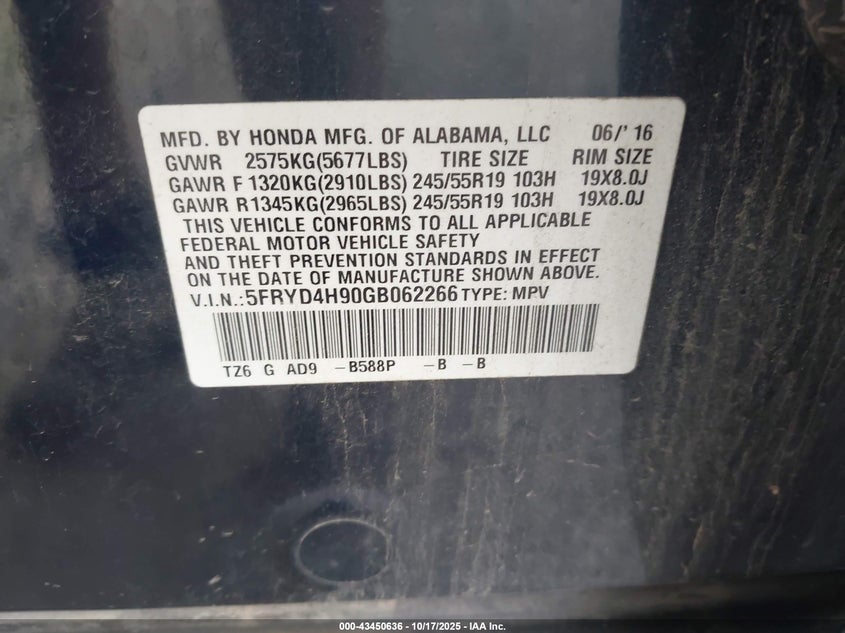 MFD. BY HONDA MFG. OF ALABAMA, LLC 06/'16
GVWR 2575KG(5677LBS) TIRE SIZE RIM SIZE
GAWR F 1320KG(2910LBS) 245/55R19 103H 19X8.0J
GAWR R1345KG(2965LBS) 245/55R19 103H 19X8.0J
THIS VEHICLE CONFORMS TO ALL APPLICABLE
FEDERAL MOTOR VEHICLE SAFETY
AND THEFT PREVENTION STANDARDS IN EFFECT
ON THE DATE OF MANUFACTURE SHOWN ABOVE.
V.I.N.:5FRYD4H90GB062266 TYPE: MPV
TZ6 G AD9 -B588P -B -B
000-43450636 - 10/17/2025 - IAA Inc.